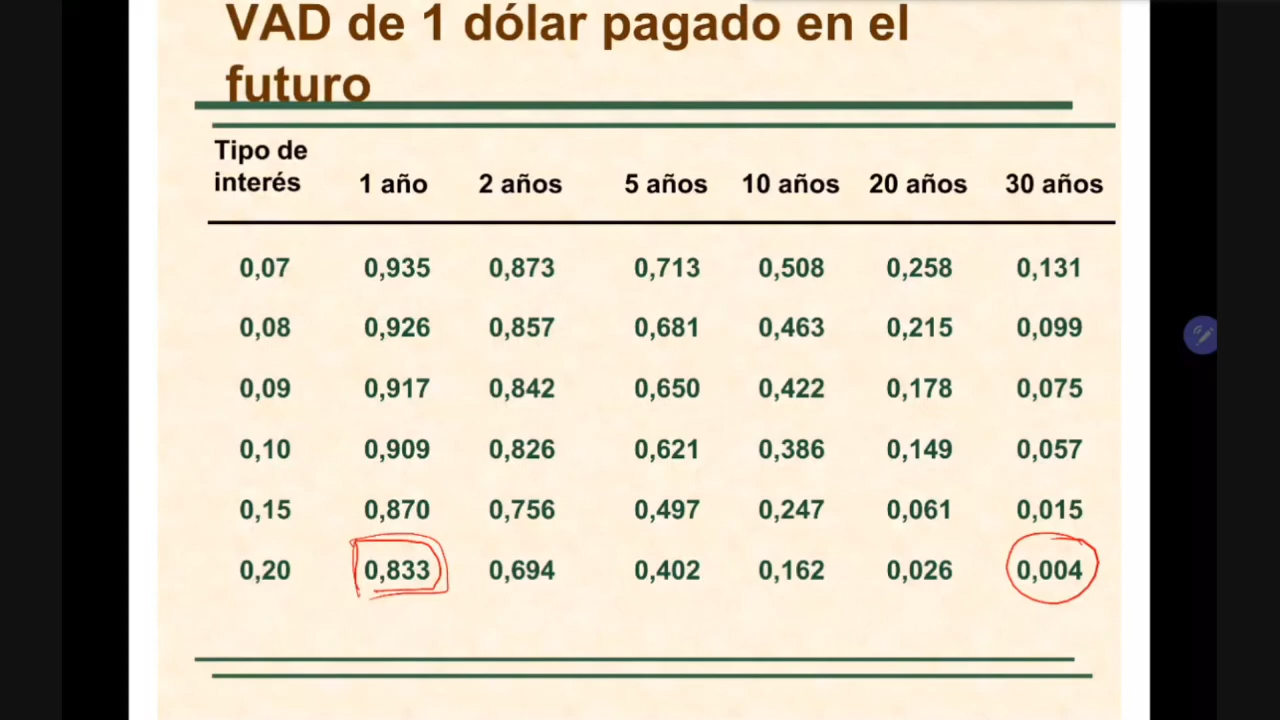 VAD de 1 dólar pagado en el
futuro
Tipo de
interés 1 año 2 años 5 años 10 años 20 años 30 años
0,07 0,935 0,873 0,713 0,508 0,258 0,131
0,08 0,926 0,857 0,681 0,463 0,215 0,099
0,09 0,917 0,842 0,650 0,422 0,178 0,075
0,10 0,909 0,826 0,621 0,386 0,149 0,057
0,15 0,870 0,756 0,497 0,247 0,061 0,015
0,20 0,833 0,694 0,402 0,162 0,026 0,004